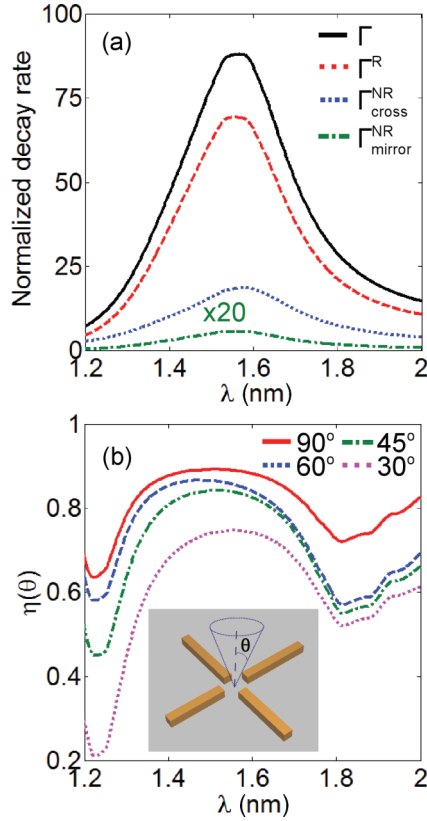 (a)
Γ
Γ^R
Γ^NR_cross
Γ^NR_mirror
100
75
50
25
0
Normalized decay rate
x20
1.2 1.4 1.6 1.8 2
λ (nm)
(b)
90° 45°
60° 30°
1
0.8
0.6
0.4
0.2
η(θ)
θ
1.2 1.4 1.6 1.8 2
λ (nm)